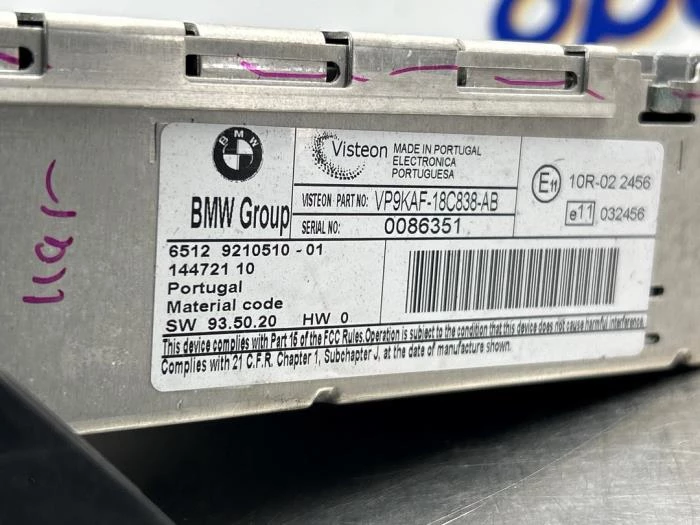 BMW
BMW Group
Visteon
MADE IN PORTUGAL
ELECTRONICA
PORTUGUESA
VISTEON PART NO: VP9KAF-18C838-AB
SERIAL NO: 0086351
E11 10R-02 2456
e11 032456
6512 9210510 - 01
144721 10
Portugal
Material code
SW 93.50.20 HW 0
This device complies with Part 15 of the FCC Rules.Operation is subject to the condition that this device does not cause harmful interference.
Complies with 21 C.F.R. Chapter 1, Subchapter J, at the date of manufacture shown.